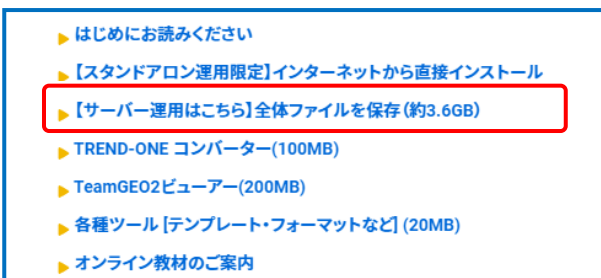 はじめにお読みください
【スタンドアロン運用限定】インターネットから直接インストール
【サーバー運用はこちら】全体ファイルを保存（約3.6GB）
TREND-ONE コンバーター(100MB)
TeamGEO2ビューアー(200MB)
各種ツール [テンプレート・フォーマットなど] (20MB)
オンライン教材のご案内